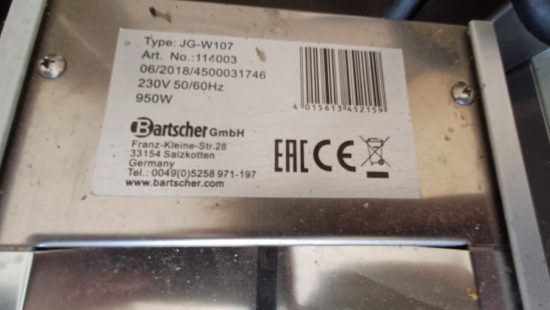 Type: JG-W107
Art. No.:114003
06/2018/4500031746
230V 50/60Hz
950W
4 015613 452159
Bartscher GmbH
Franz-Kleine-Str.28
33154 Salzkotten
Germany
Tel.: 0049(0)5258 971-197
www.bartscher.com
EAC CE